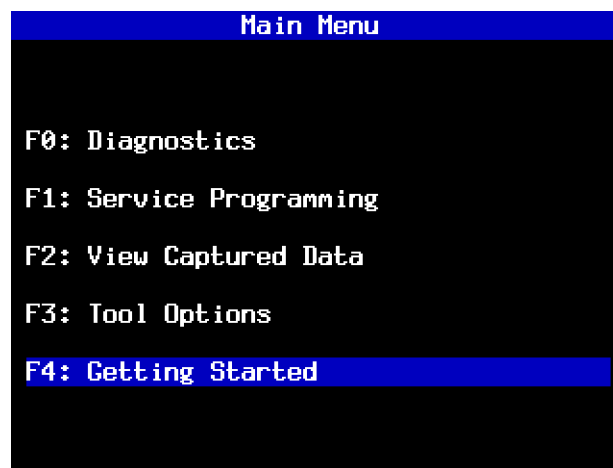 Main Menu
F0: Diagnostics
F1: Service Programming
F2: View Captured Data
F3: Tool Options
F4: Getting Started